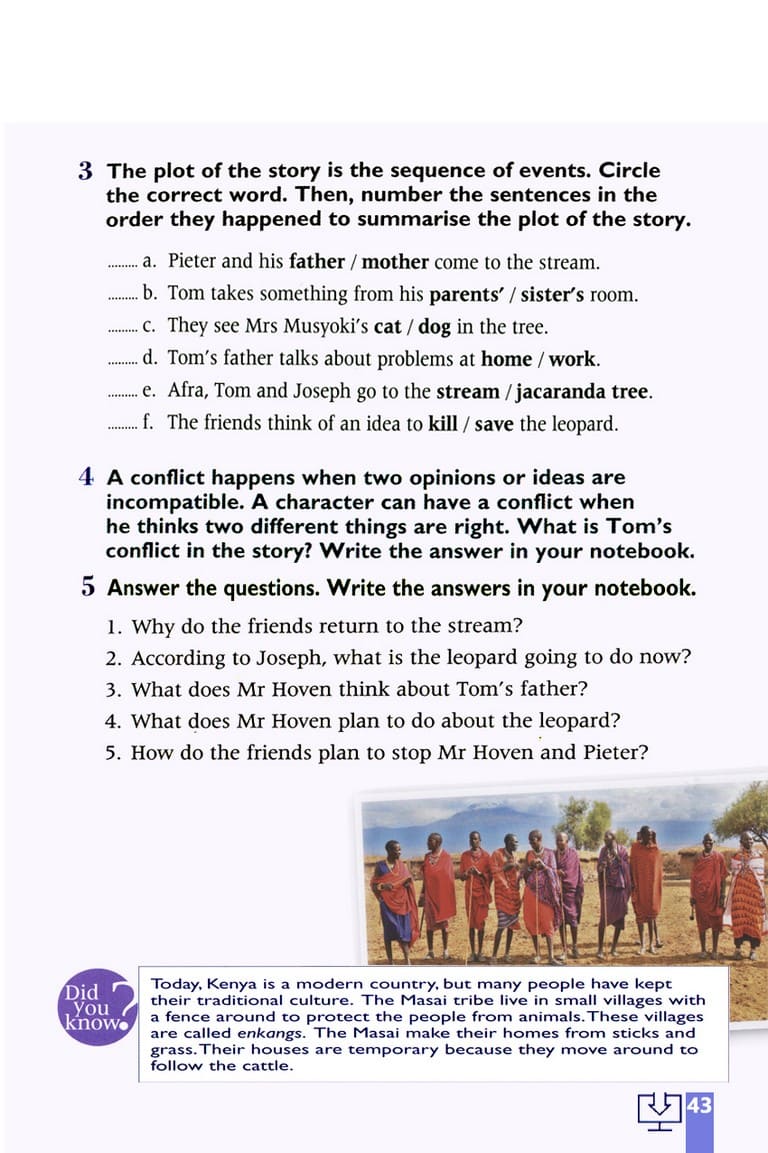 3 The plot of the story is the sequence of events. Circle
the correct word. Then, number the sentences in the
order they happened to summarise the plot of the story.
......... a. Pieter and his father / mother come to the stream.
......... b. Tom takes something from his parents’ / sister’s room.
......... c. They see Mrs Musyoki’s cat / dog in the tree.
......... d. Tom’s father talks about problems at home / work.
......... e. Afra, Tom and Joseph go to the stream / jacaranda tree.
......... f. The friends think of an idea to kill / save the leopard.
4 A conflict happens when two opinions or ideas are
incompatible. A character can have a conflict when
he thinks two different things are right. What is Tom’s
conflict in the story? Write the answer in your notebook.
5 Answer the questions. Write the answers in your notebook.
1. Why do the friends return to the stream?
2. According to Joseph, what is the leopard going to do now?
3. What does Mr Hoven think about Tom’s father?
4. What does Mr Hoven plan to do about the leopard?
5. How do the friends plan to stop Mr Hoven and Pieter?
Did
you
know?
Today, Kenya is a modern country, but many people have kept
their traditional culture. The Masai tribe live in small villages with
a fence around to protect the people from animals. These villages
are called enkangs. The Masai make their homes from sticks and
grass. Their houses are temporary because they move around to
follow the cattle.
43